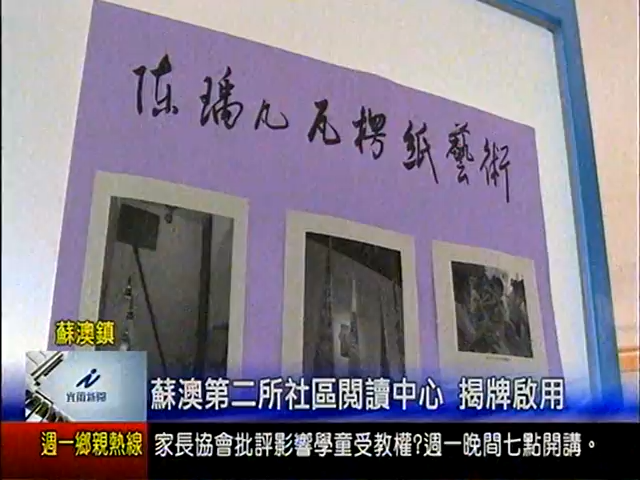 陈瑀凡瓦楞紙藝術
蘇澳鎮
宜蘭新聞
蘇澳第二所社區閱讀中心 揭牌啟用
週一鄉親熱線
家長協會批評影響學童受教權?週一晚間七點開講。